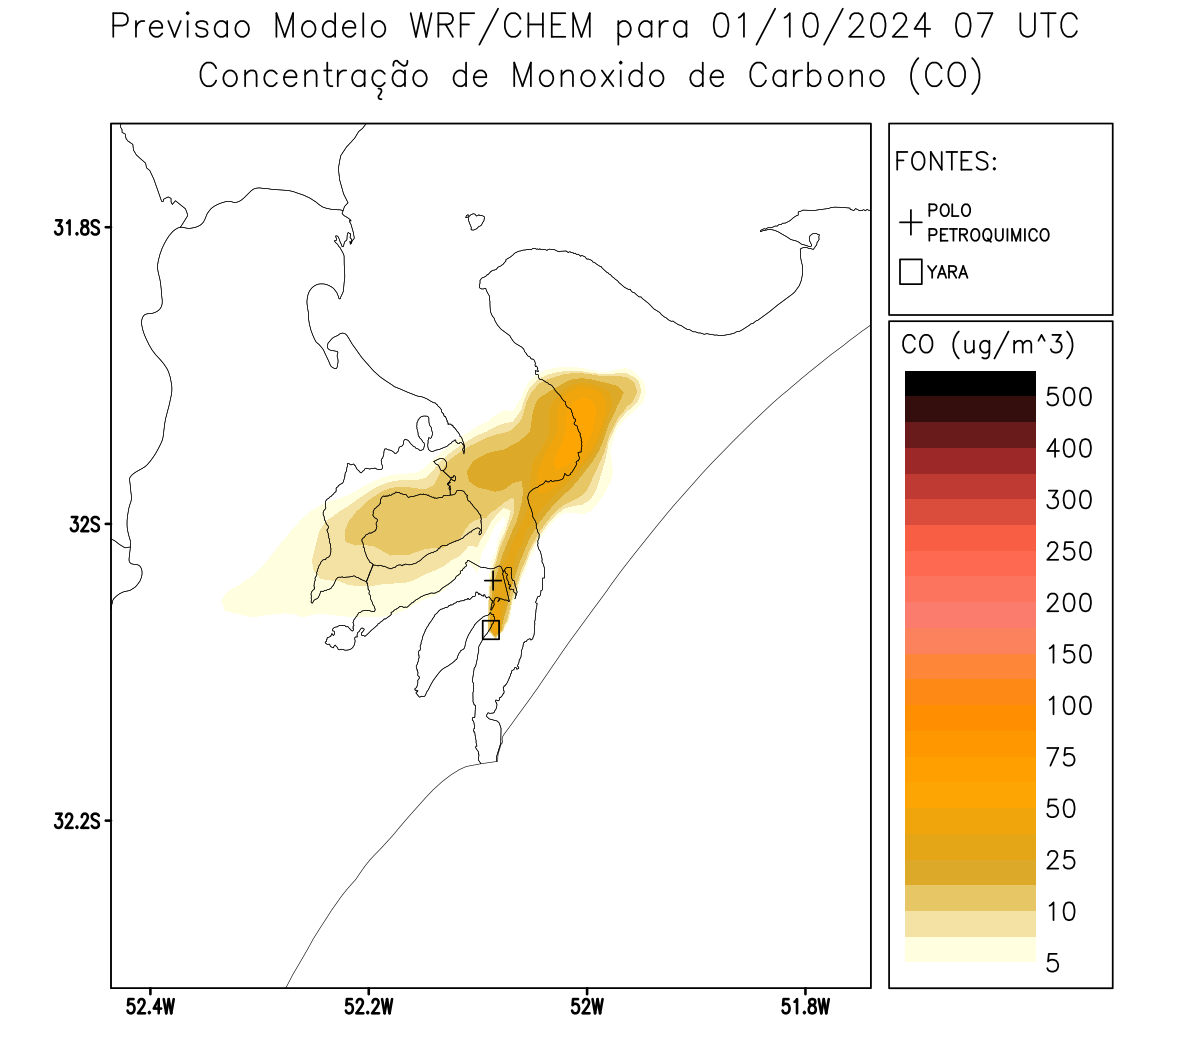 Previsao Modelo WRF/CHEM para 01/10/2024 07 UTC
Concentração de Monoxido de Carbono (CO)
FONTES:
POLO
PETROQUIMICO
YARA
31.8S
32S
32.2S
52.4W
52.2W
52W
51.8W
CO (ug/m^3)
500
400
300
250
200
150
100
75
50
25
10
5